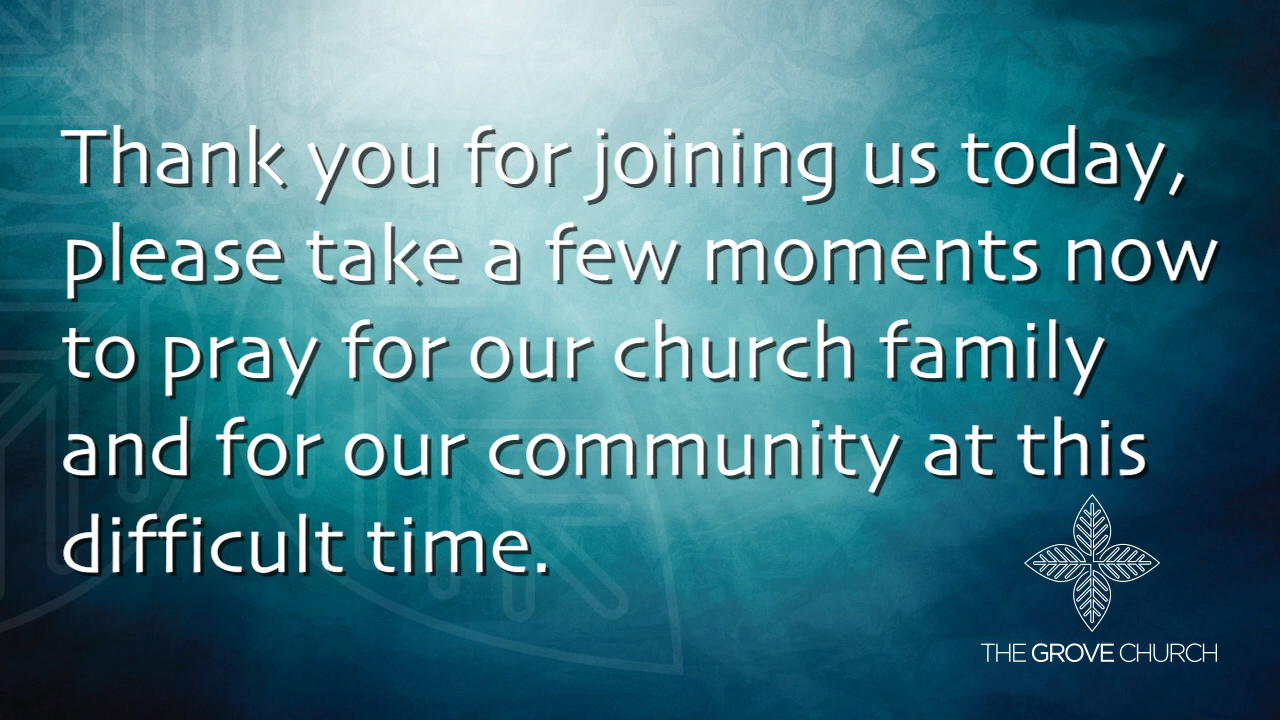 Thank you for joining us today,
please take a few moments now
to pray for our church family
and for our community at this
difficult time.
THE GROVE CHURCH